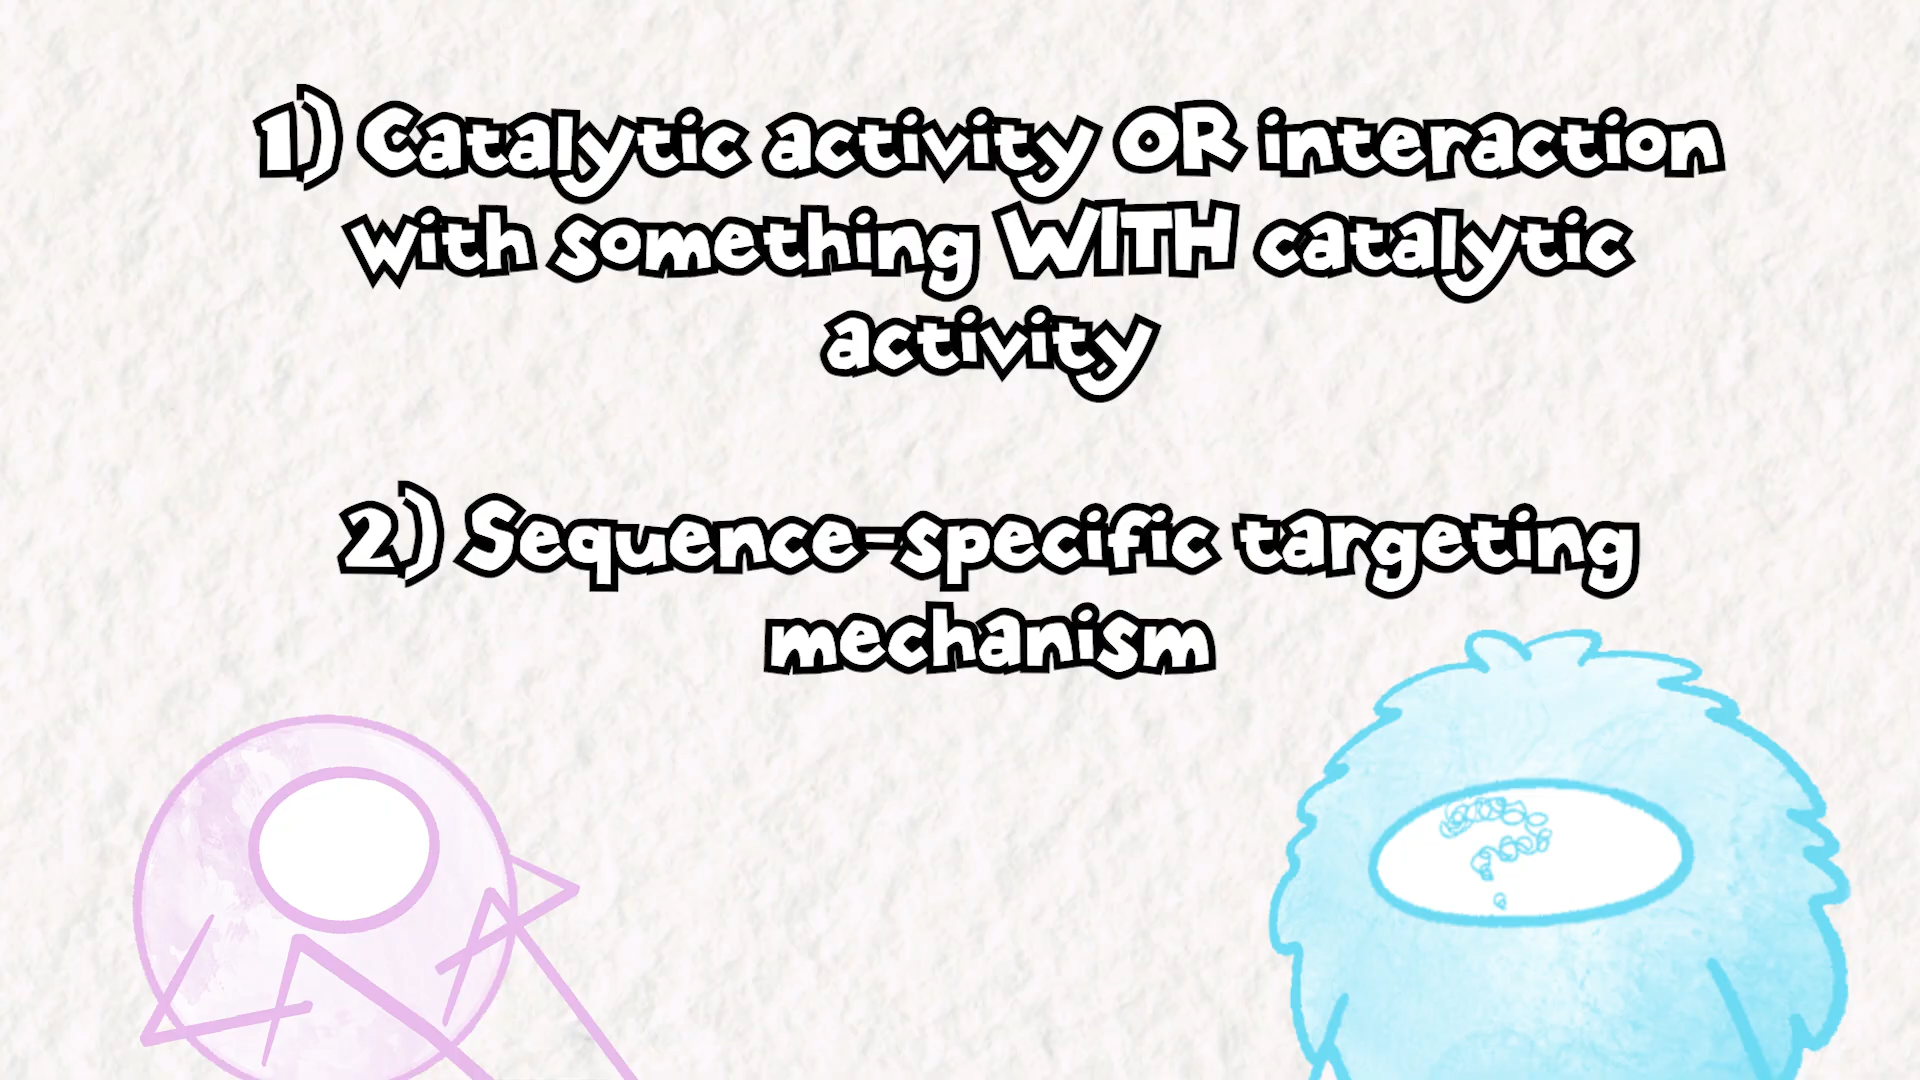 1) Catalytic activity OR interaction
with something WITH catalytic
activity
2) Sequence-specific targeting
mechanism